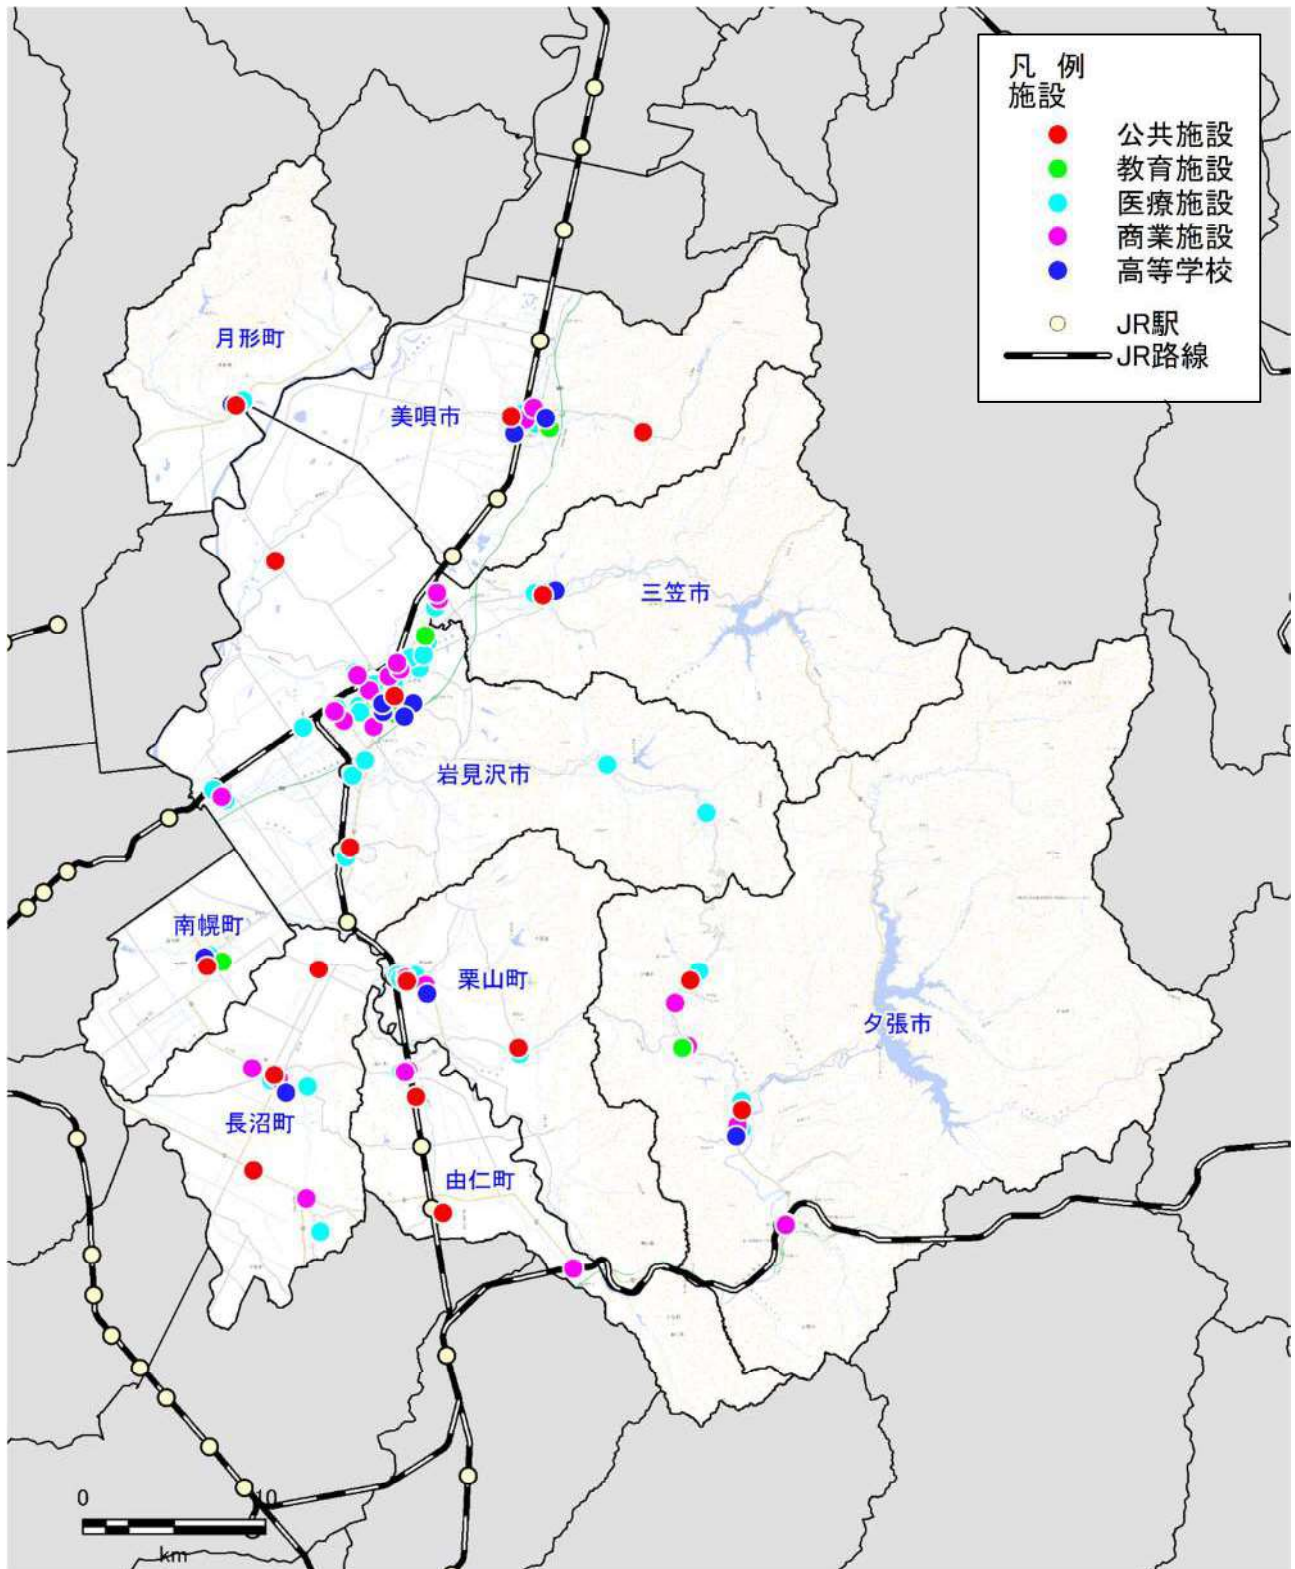 凡 例
施設
公共施設
教育施設
医療施設
商業施設
高等学校
JR駅
JR路線
月形町
美唄市
三笠市
岩見沢市
南幌町
栗山町
夕張市
長沼町
由仁町
0 10
km